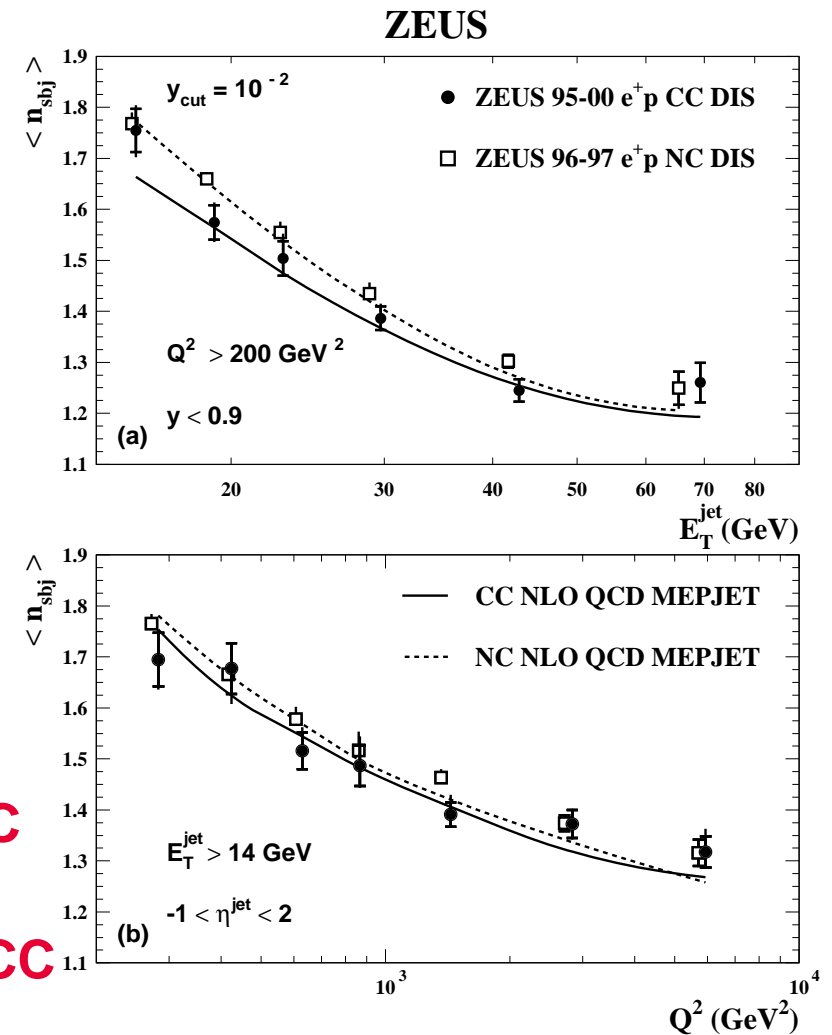 ZEUS
< n_sbj >
1.9
1.8
1.7
1.6
1.5
1.4
1.3
1.2
1.1
y_cut = 10^-2
● ZEUS 95-00 e^+p CC DIS
□ ZEUS 96-97 e^+p NC DIS
Q^2 > 200 GeV^2
y < 0.9
(a)
20 30 40 50 60 70 80
E_T^jet (GeV)
< n_sbj >
1.9
1.8
1.7
1.6
1.5
1.4
1.3
1.2
1.1
CC NLO QCD MEPJET
NC NLO QCD MEPJET
E_T^jet > 14 GeV
-1 < η^jet < 2
(b)
10^3 10^4
Q^2 (GeV^2)
C
CC